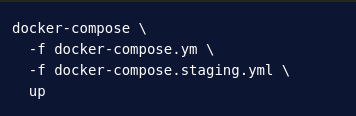 docker-compose \
  -f docker-compose.ym \
  -f docker-compose.staging.yml \
  up